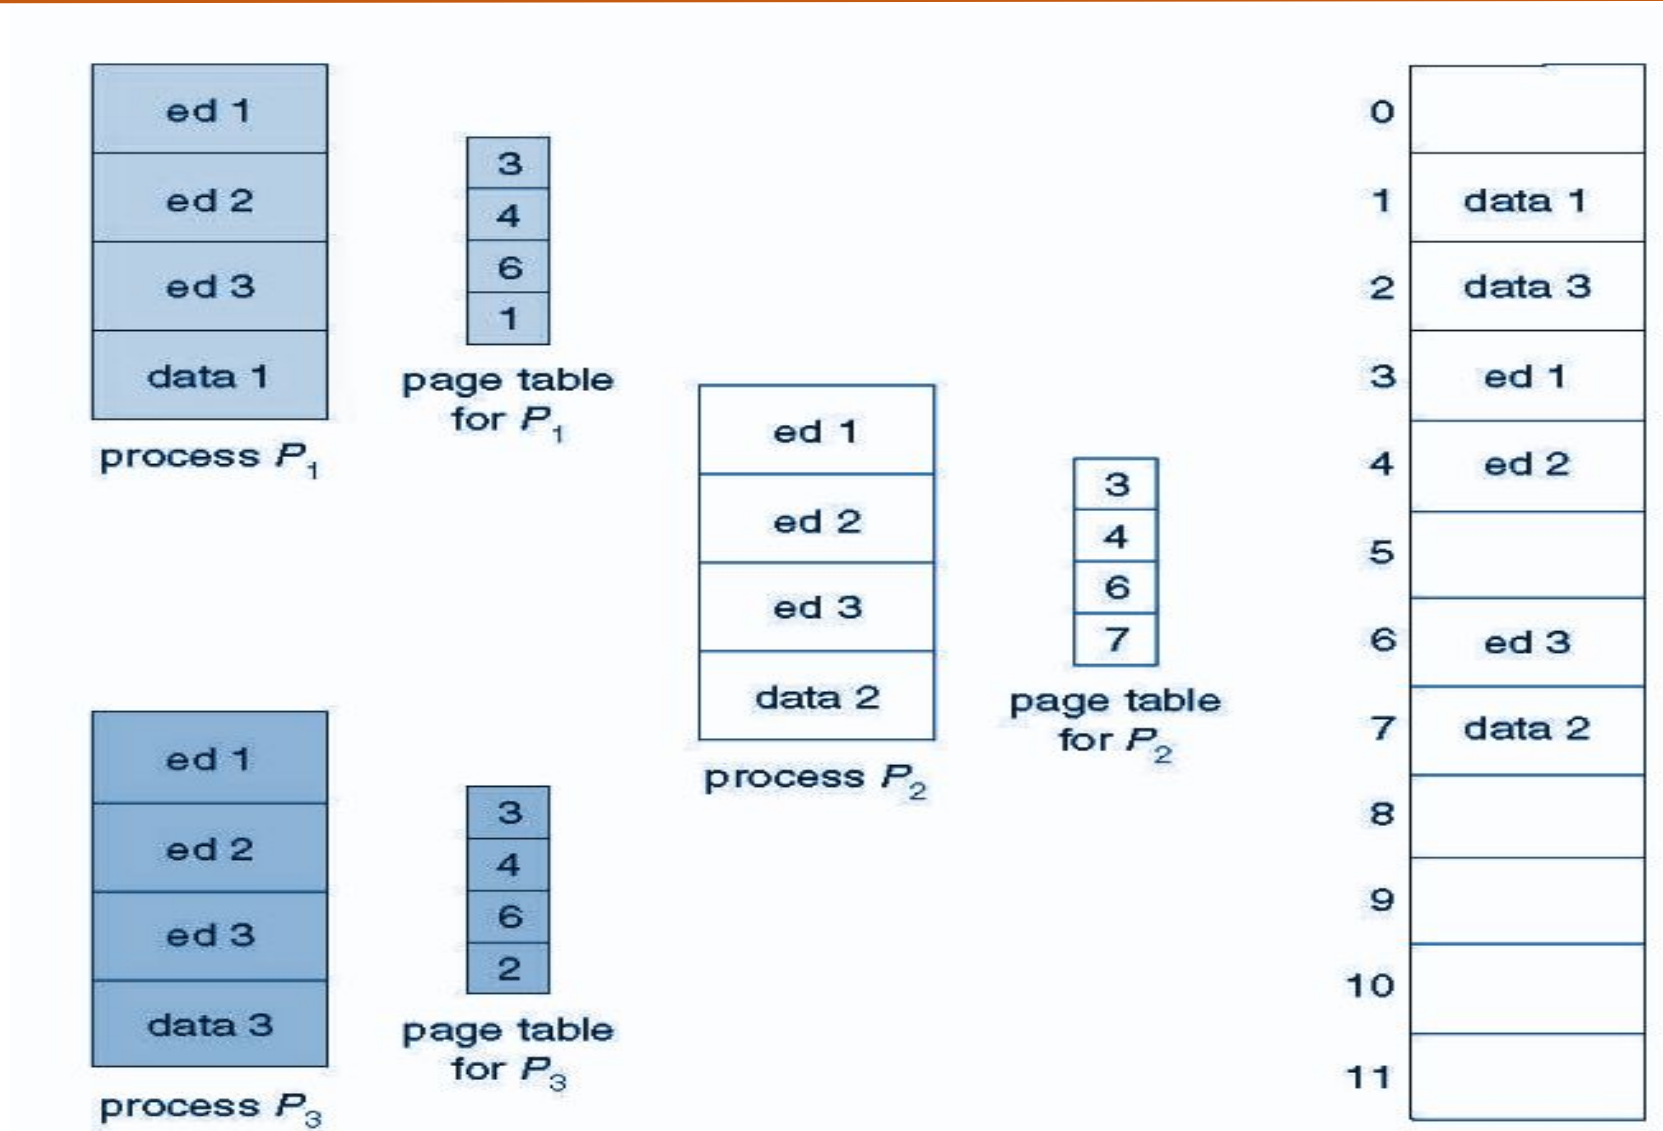 ed 1
ed 2
ed 3
data 1
process P1
3
4
6
1
page table
for P1
ed 1
ed 2
ed 3
data 2
process P2
3
4
6
7
page table
for P2
ed 1
ed 2
ed 3
data 3
process P3
3
4
6
2
page table
for P3
0
1 data 1
2 data 3
3 ed 1
4 ed 2
5
6 ed 3
7 data 2
8
9
10
11